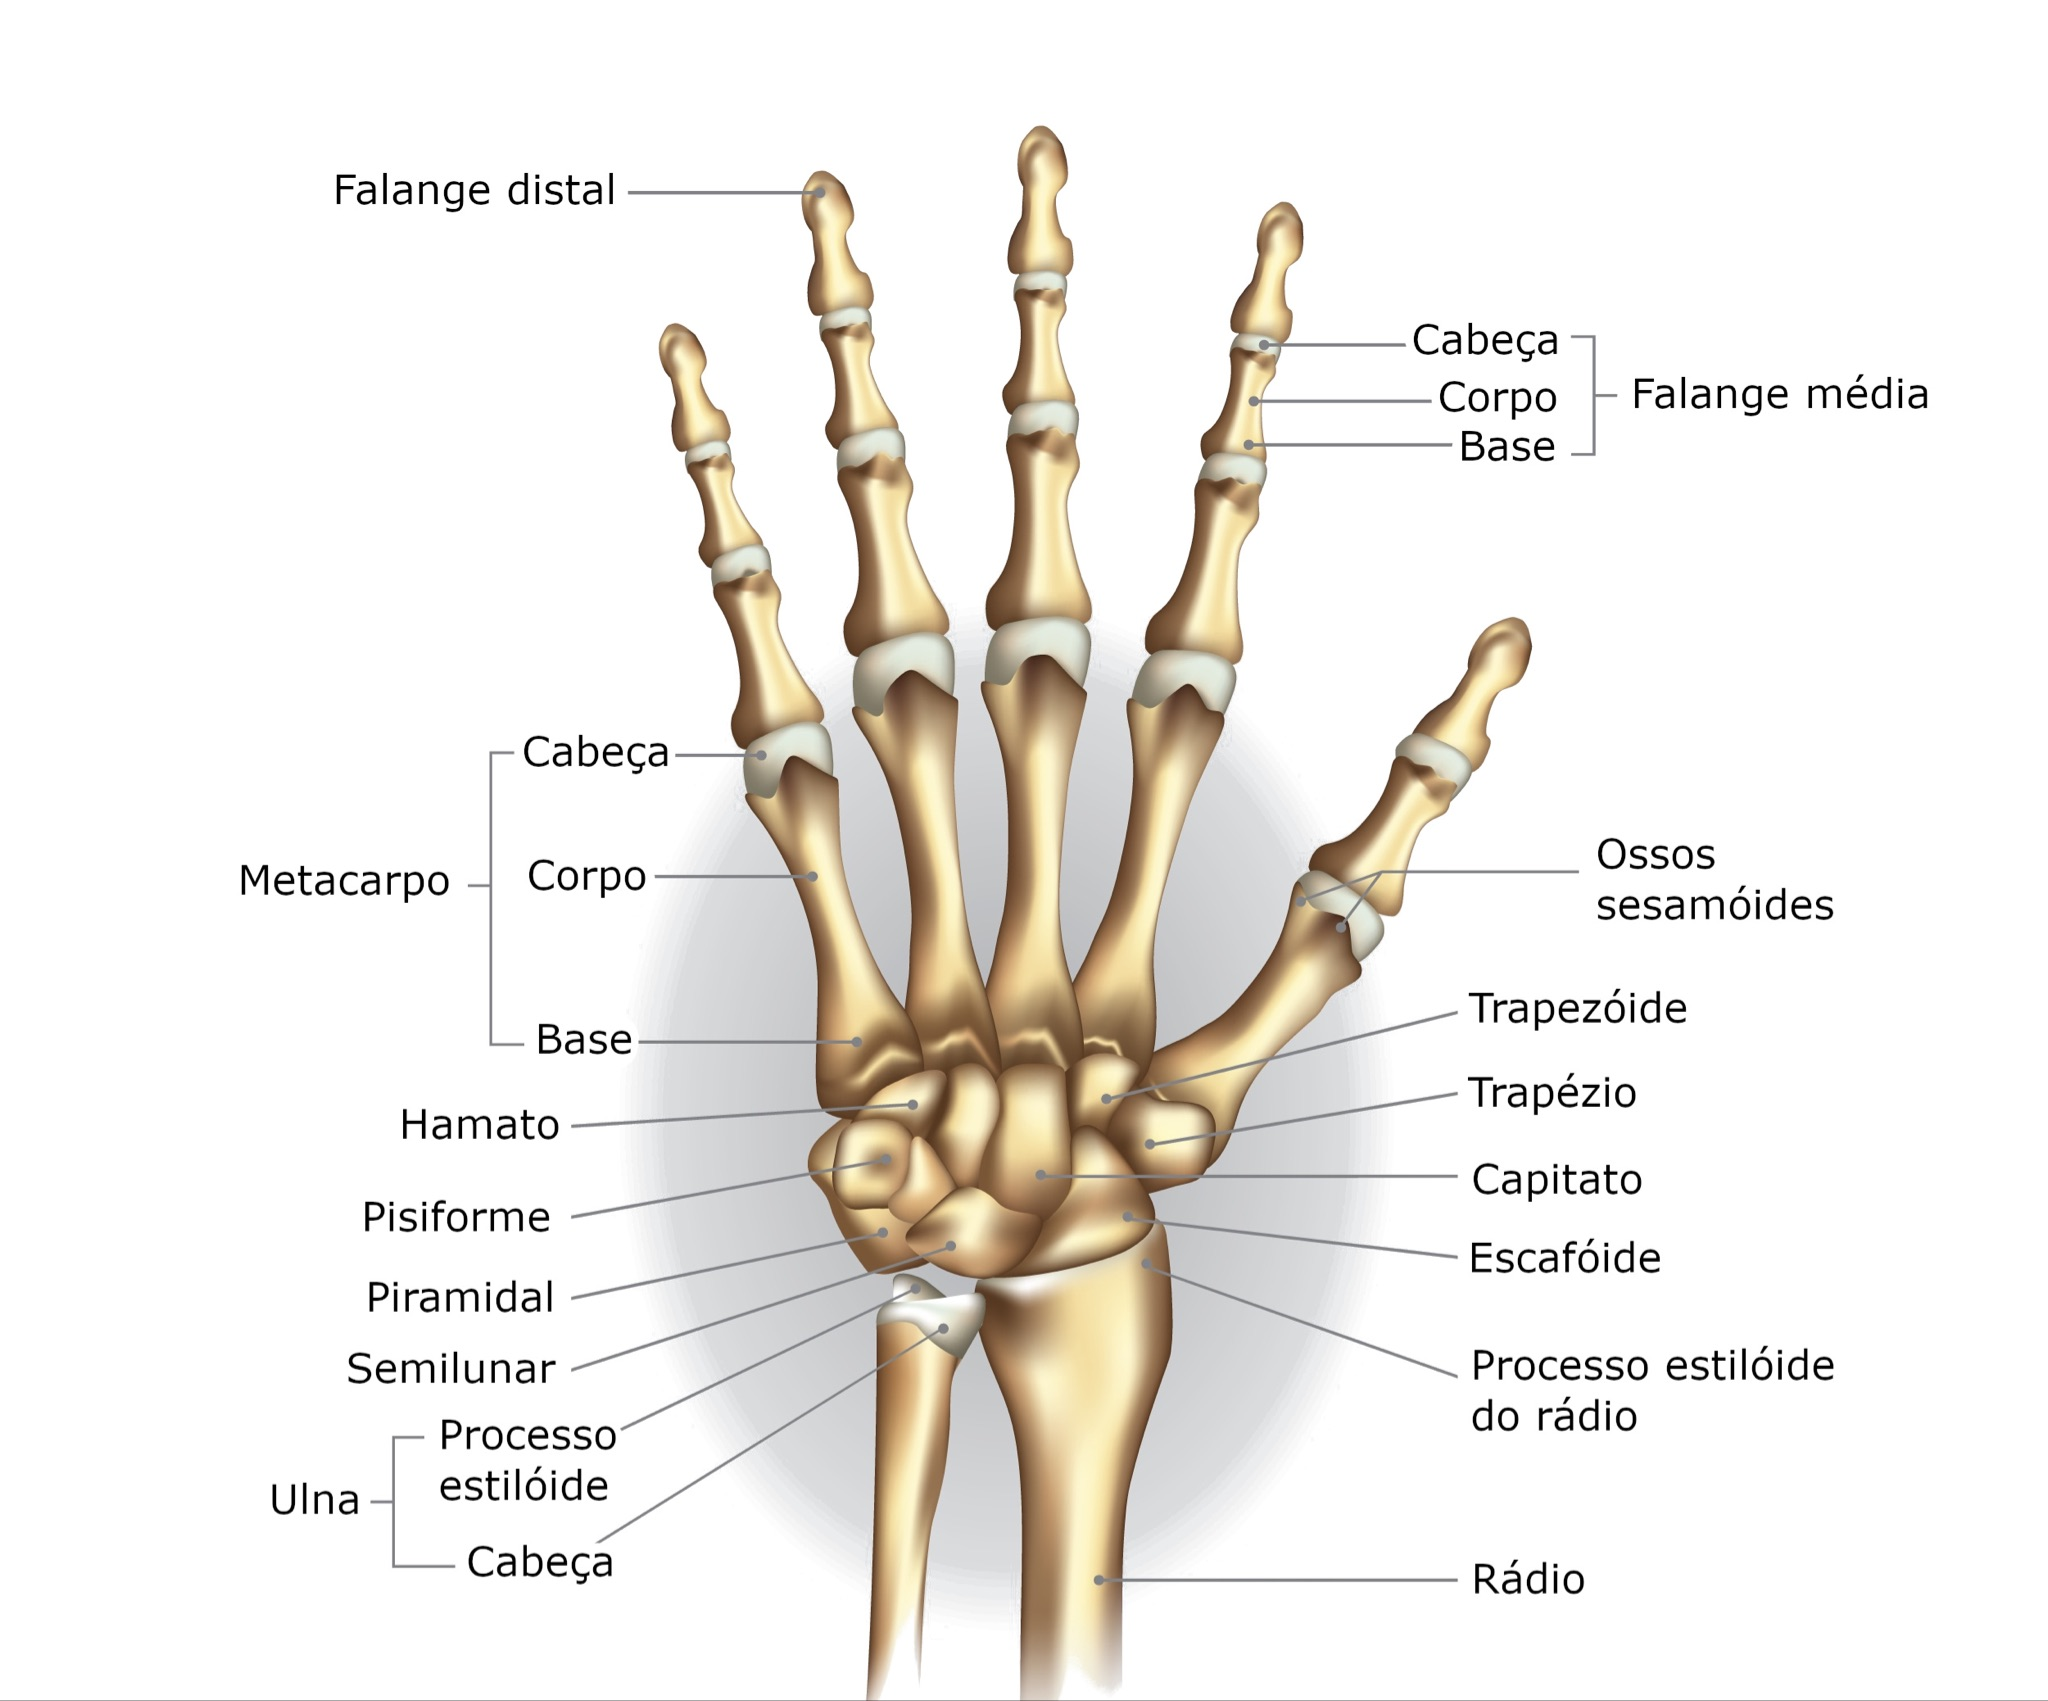 Falange distal
Cabeça
Corpo
Base
Falange média
Cabeça
Metacarpo
Corpo
Base
Ossos
sesamóides
Trapezóide
Trapézio
Capitato
Escafóide
Processo estilóide
do rádio
Rádio
Hamato
Pisiforme
Piramidal
Semilunar
Processo
estilóide
Ulna
Cabeça